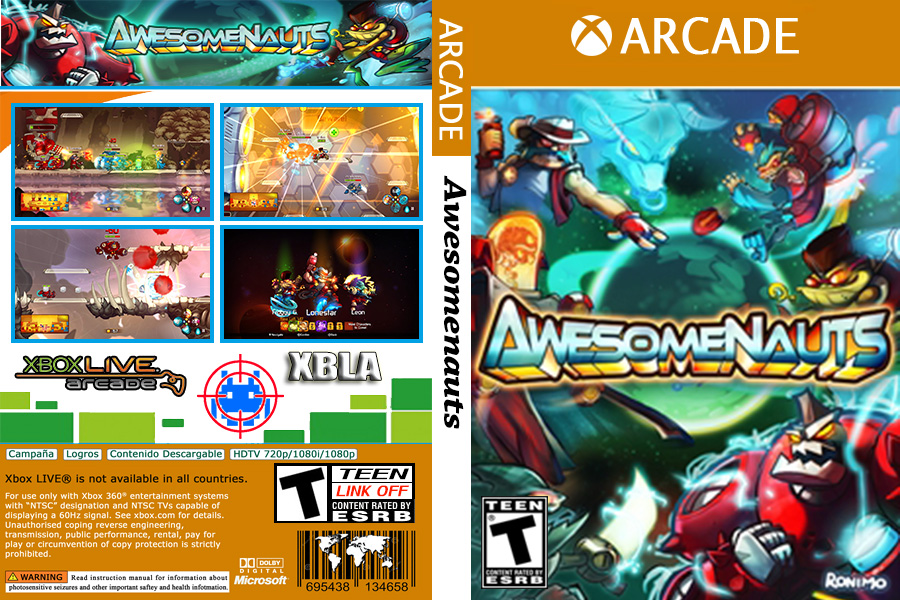 AWESOMENAUTS
Froggy G
Lonestar
Leon
XBOX LIVE
arcade
XBLA
Campaña
Logros
Contenido Descargable
HDTV 720p/1080i/1080p
Xbox LIVE® is not available in all countries.
For use only with Xbox 360® entertainment systems
with “NTSC” designation and NTSC TVs capable of
displaying a 60Hz signal. See xbox.com for details.
Unauthorised coping reverse engineering,
transmission, public performance, rental, pay for
play or circumvention of copy protection is strictly
prohibited.
WARNING Read instruction manual for information about
photosensitive seizures and other important saftey and health infotmation.
T
TEEN
LINK OFF
CONTENT RATED BY
ESRB
DOLBY
DIGITAL
Microsoft
695438 134658
ARCADE
Awesomenauts
ARCADE
AWESOMENAUTS
TEEN
T
CONTENT RATED BY
ESRB
RONIMO